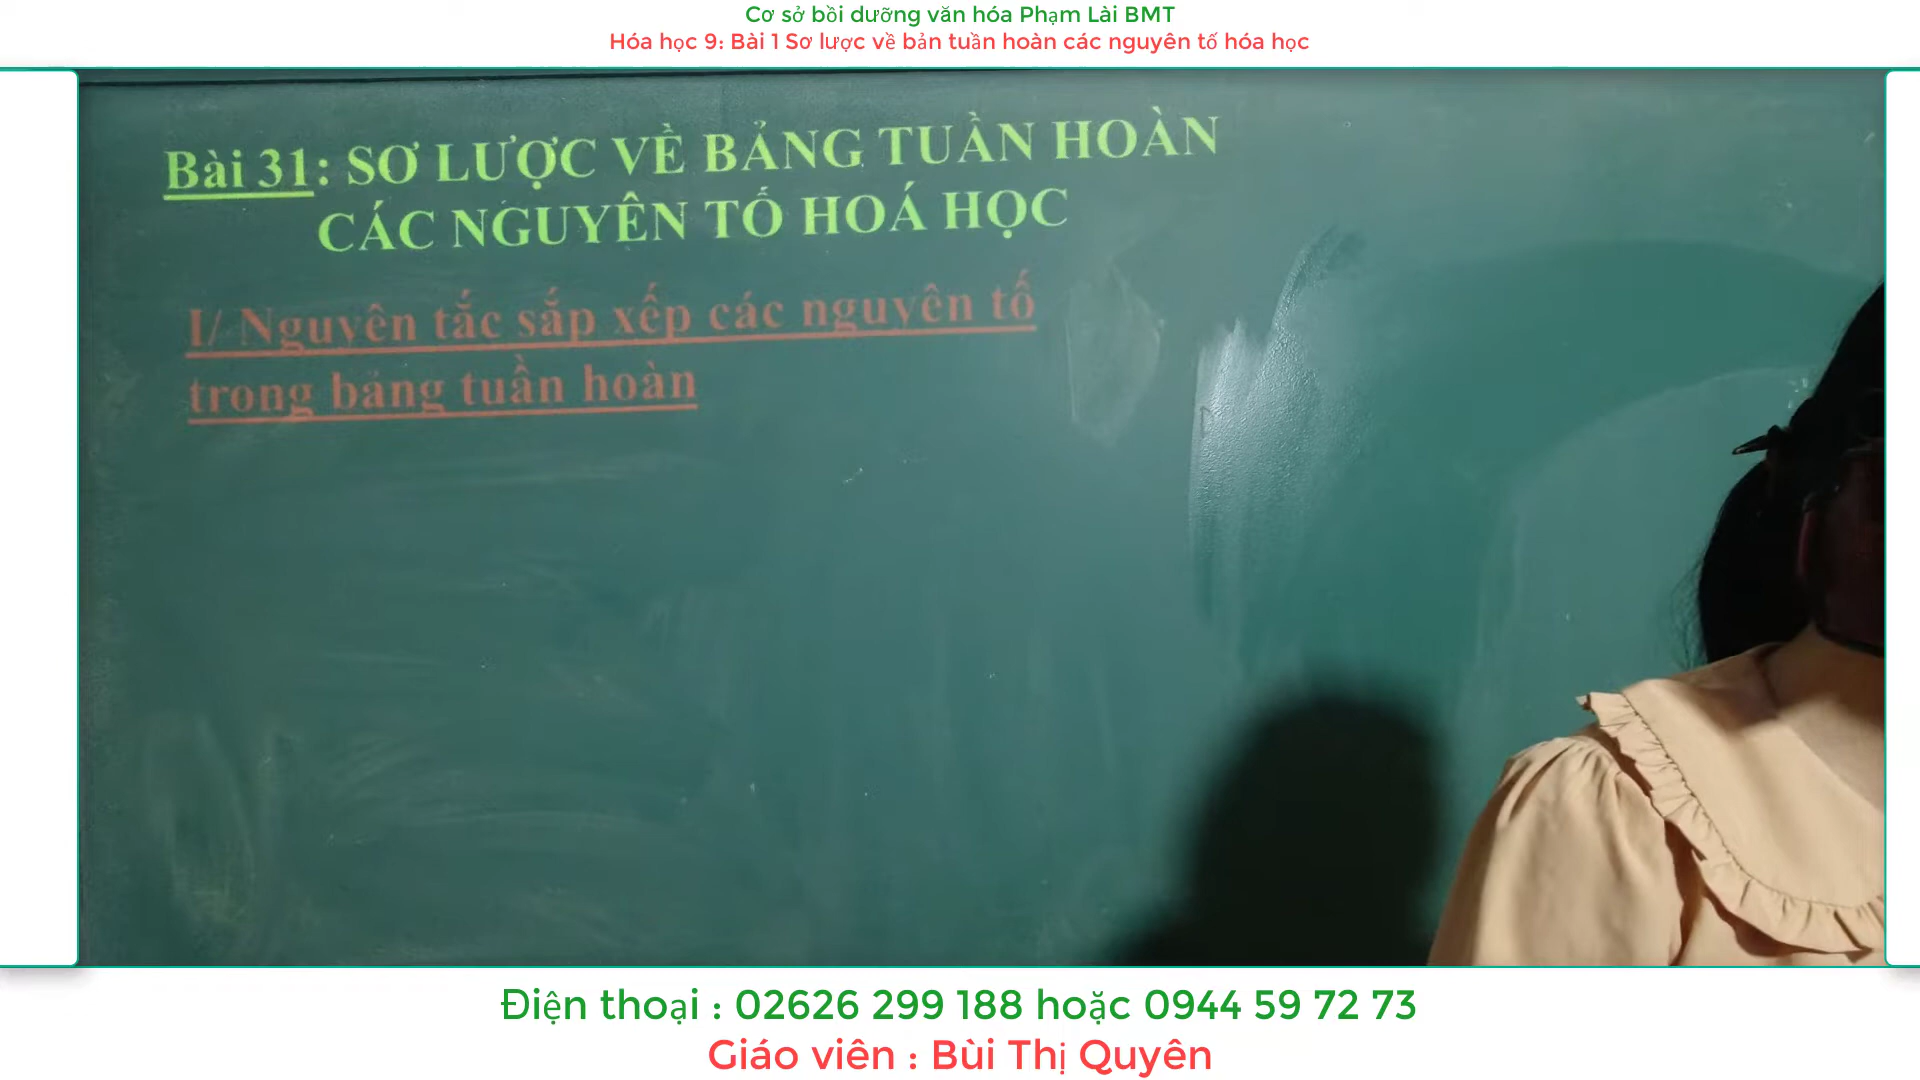 Cơ sở bồi dưỡng văn hóa Phạm Lài BMT
Hóa học 9: Bài 1 Sơ lược về bản tuần hoàn các nguyên tố hóa học
Bài 31: SƠ LƯỢC VỀ BẢNG TUẦN HOÀN
CÁC NGUYÊN TỐ HOÁ HỌC
I/ Nguyên tắc sắp xếp các nguyên tố
trong bảng tuần hoàn
Điện thoại : 02626 299 188 hoặc 0944 59 72 73
Giáo viên : Bùi Thị Quyên